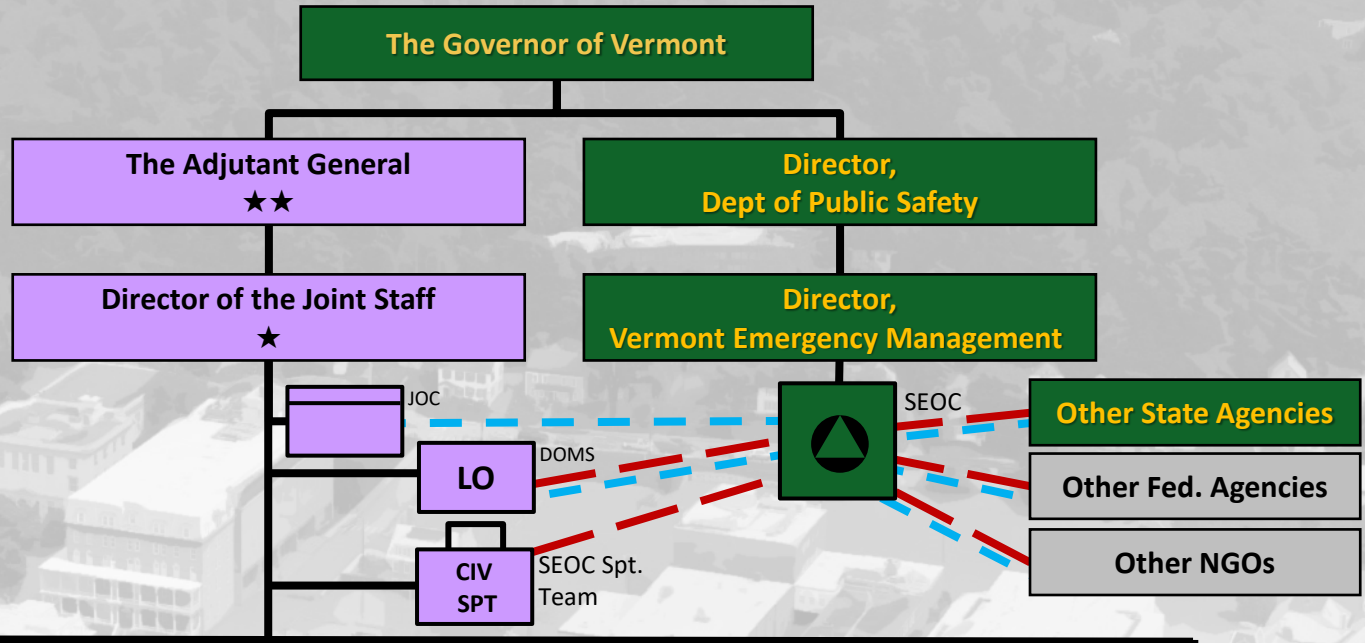 The Governor of Vermont
The Adjutant General
★★
Director,
Dept of Public Safety
Director of the Joint Staff
★
Director,
Vermont Emergency Management
JOC
SEOC
Other State Agencies
LO
DOMS
Other Fed. Agencies
CIV
SPT
SEOC Spt.
Team
Other NGOs